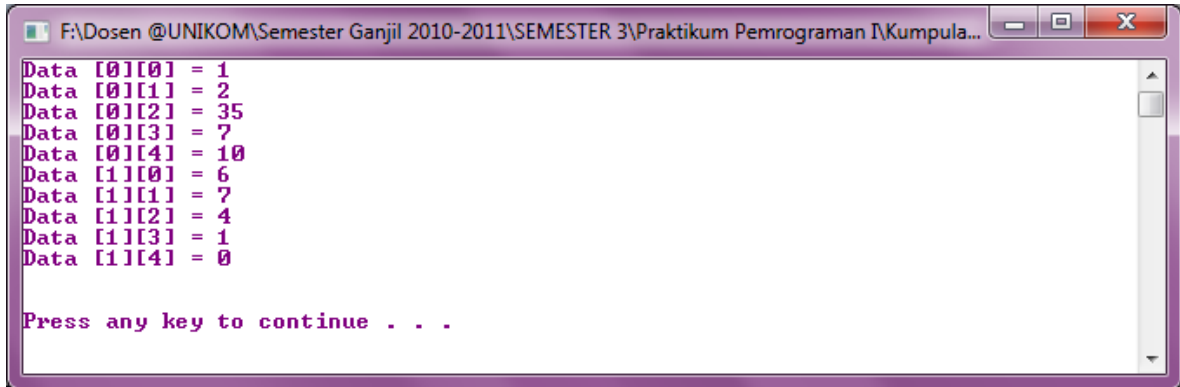 F:\Dosen @UNIKOM\Semester Ganjil 2010-2011\SEMESTER 3\Praktikum Pemrograman I\Kumpula...
Data [0][0] = 1
Data [0][1] = 2
Data [0][2] = 35
Data [0][3] = 7
Data [0][4] = 10
Data [1][0] = 6
Data [1][1] = 7
Data [1][2] = 4
Data [1][3] = 1
Data [1][4] = 0
Press any key to continue . . .